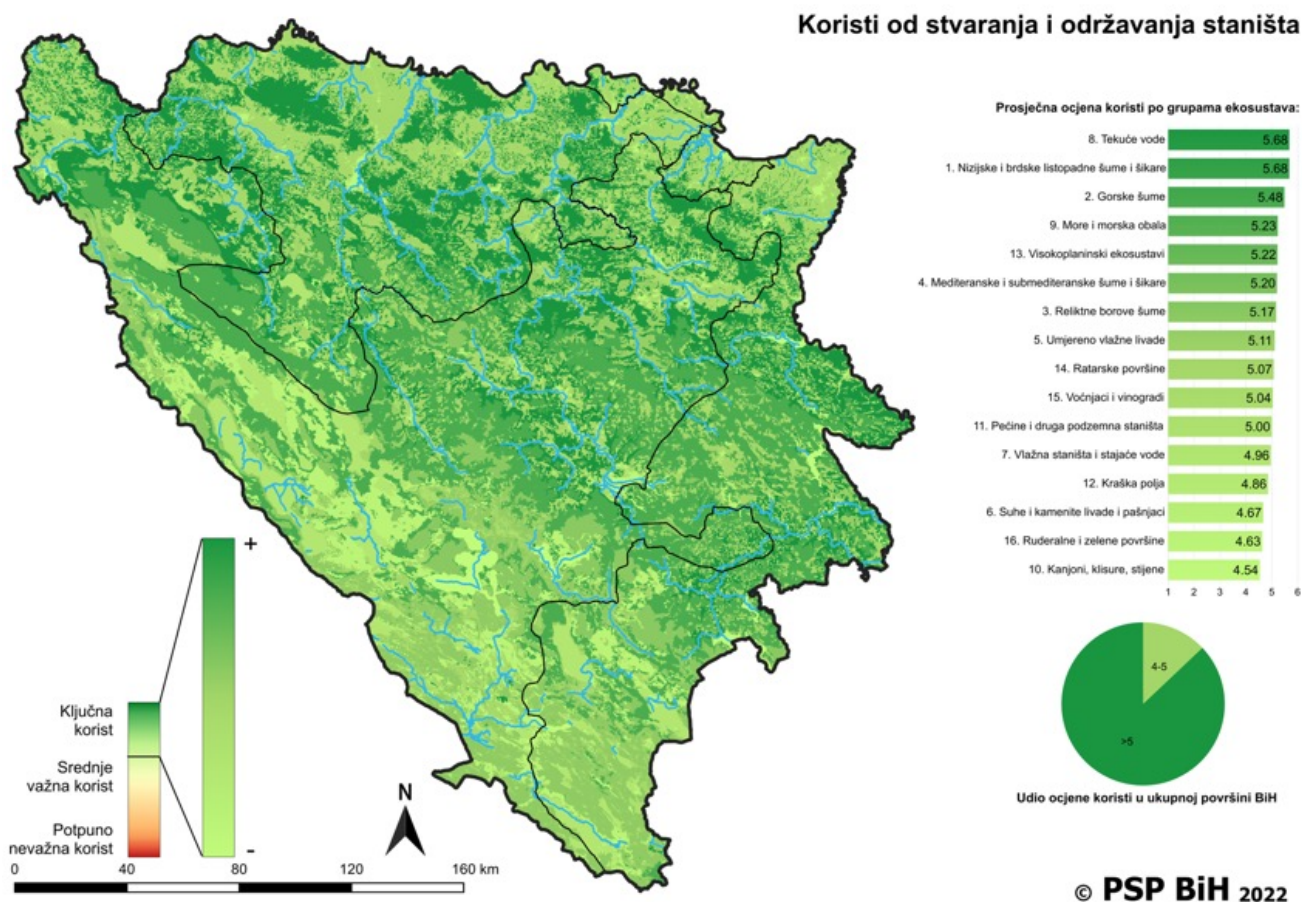 Koristi od stvaranja i održavanja staništa
Prosječna ocjena koristi po grupama ekosustava:
8. Tekuće vode 5.68
1. Nizijske i brdske listopadne šume i šikare 5.68
2. Gorske šume 5.48
9. More i morska obala 5.23
13. Visokoplaninski ekosustavi 5.22
4. Mediteranske i submediteranske šume i šikare 5.20
3. Reliktne borove šume 5.17
5. Umjereno vlažne livade 5.11
14. Ratarske površine 5.07
15. Voćnjaci i vinogradi 5.04
11. Pećine i druga podzemna staništa 5.00
7. Vlažna staništa i stajaće vode 4.96
12. Kraška polja 4.86
6. Suhe i kamenite livade i pašnjaci 4.67
16. Ruderalne i zelene površine 4.63
10. Kanjoni, klisure, stijene 4.54
1 2 3 4 5 6
4-5
>5
Udio ocjene koristi u ukupnoj površini BiH
+
Ključna
korist
Srednje
važna korist
Potpuno
nevažna korist
-
N
0 40 80 120 160 km
© PSP BiH 2022